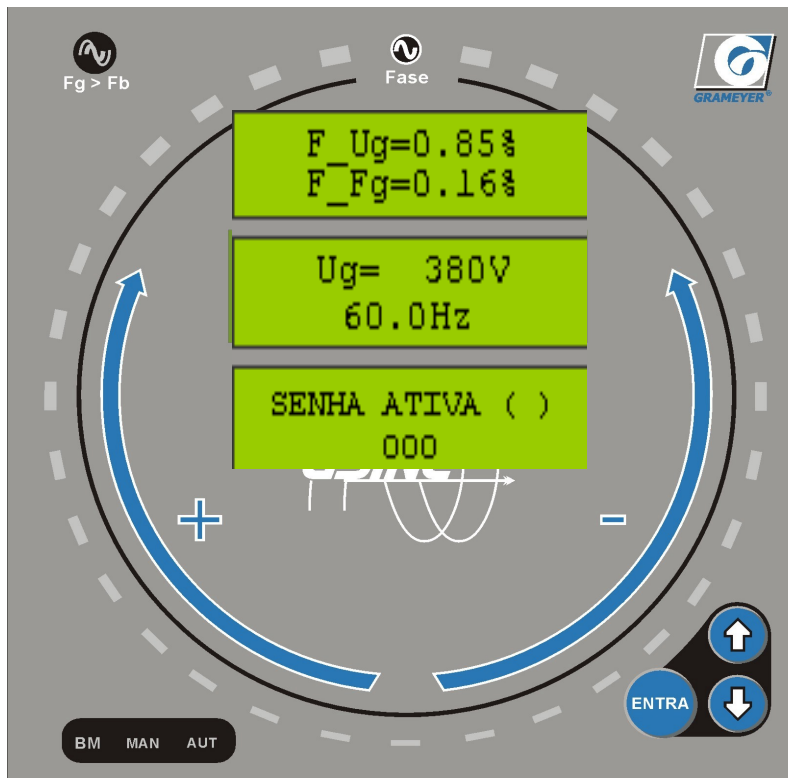 Fg > Fb
Fase
GRAMEYER®
F_Ug=0.85%
F_Fg=0.16%
Ug= 380V
60.0Hz
SENHA ATIVA ( )
000
+
-
ENTRA
BM MAN AUT